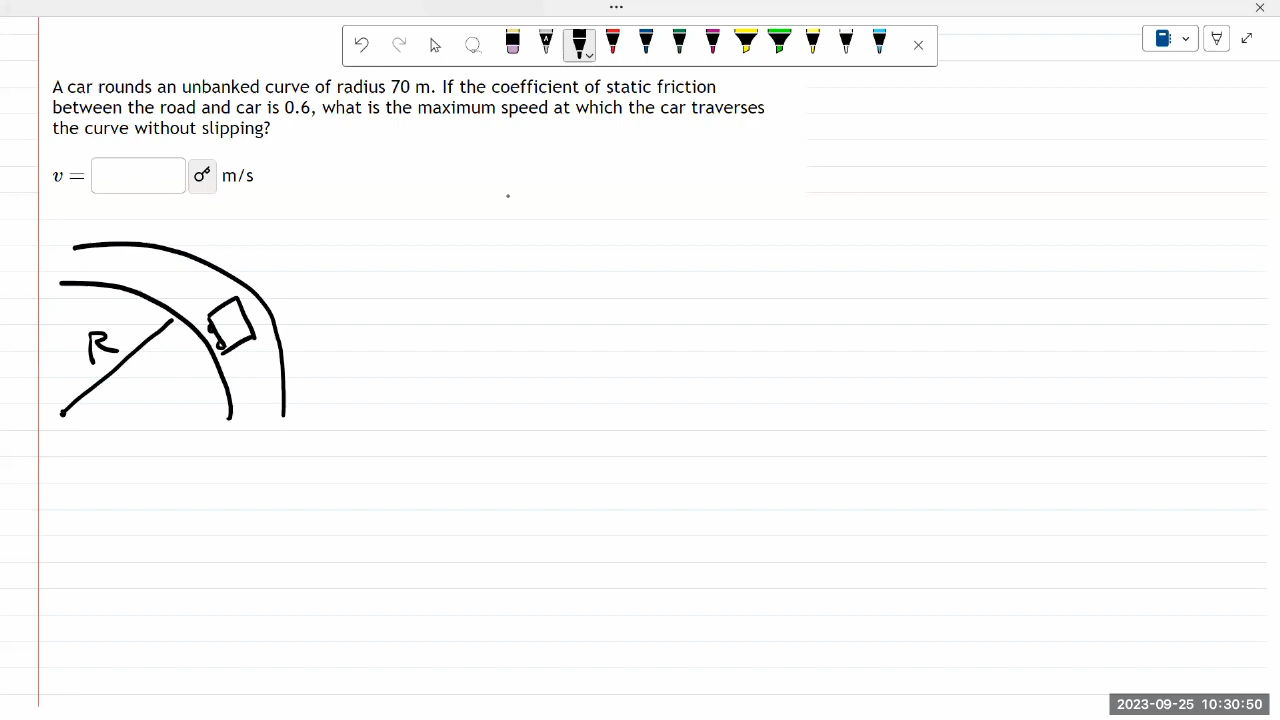 A car rounds an unbanked curve of radius 70 m. If the coefficient of static friction
between the road and car is 0.6, what is the maximum speed at which the car traverses
the curve without slipping?
v = m/s
R
2023-09-25 10:30:50